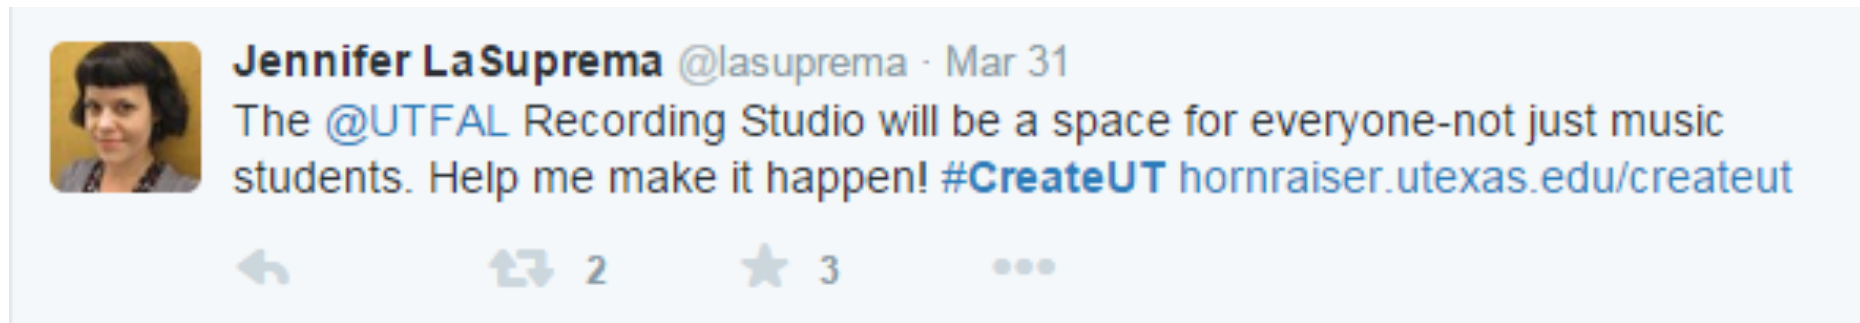 Jennifer LaSuprema @lasuprema · Mar 31
The @UTFAL Recording Studio will be a space for everyone-not just music
students. Help me make it happen! #CreateUT hornraiser.utexas.edu/createut
2 3